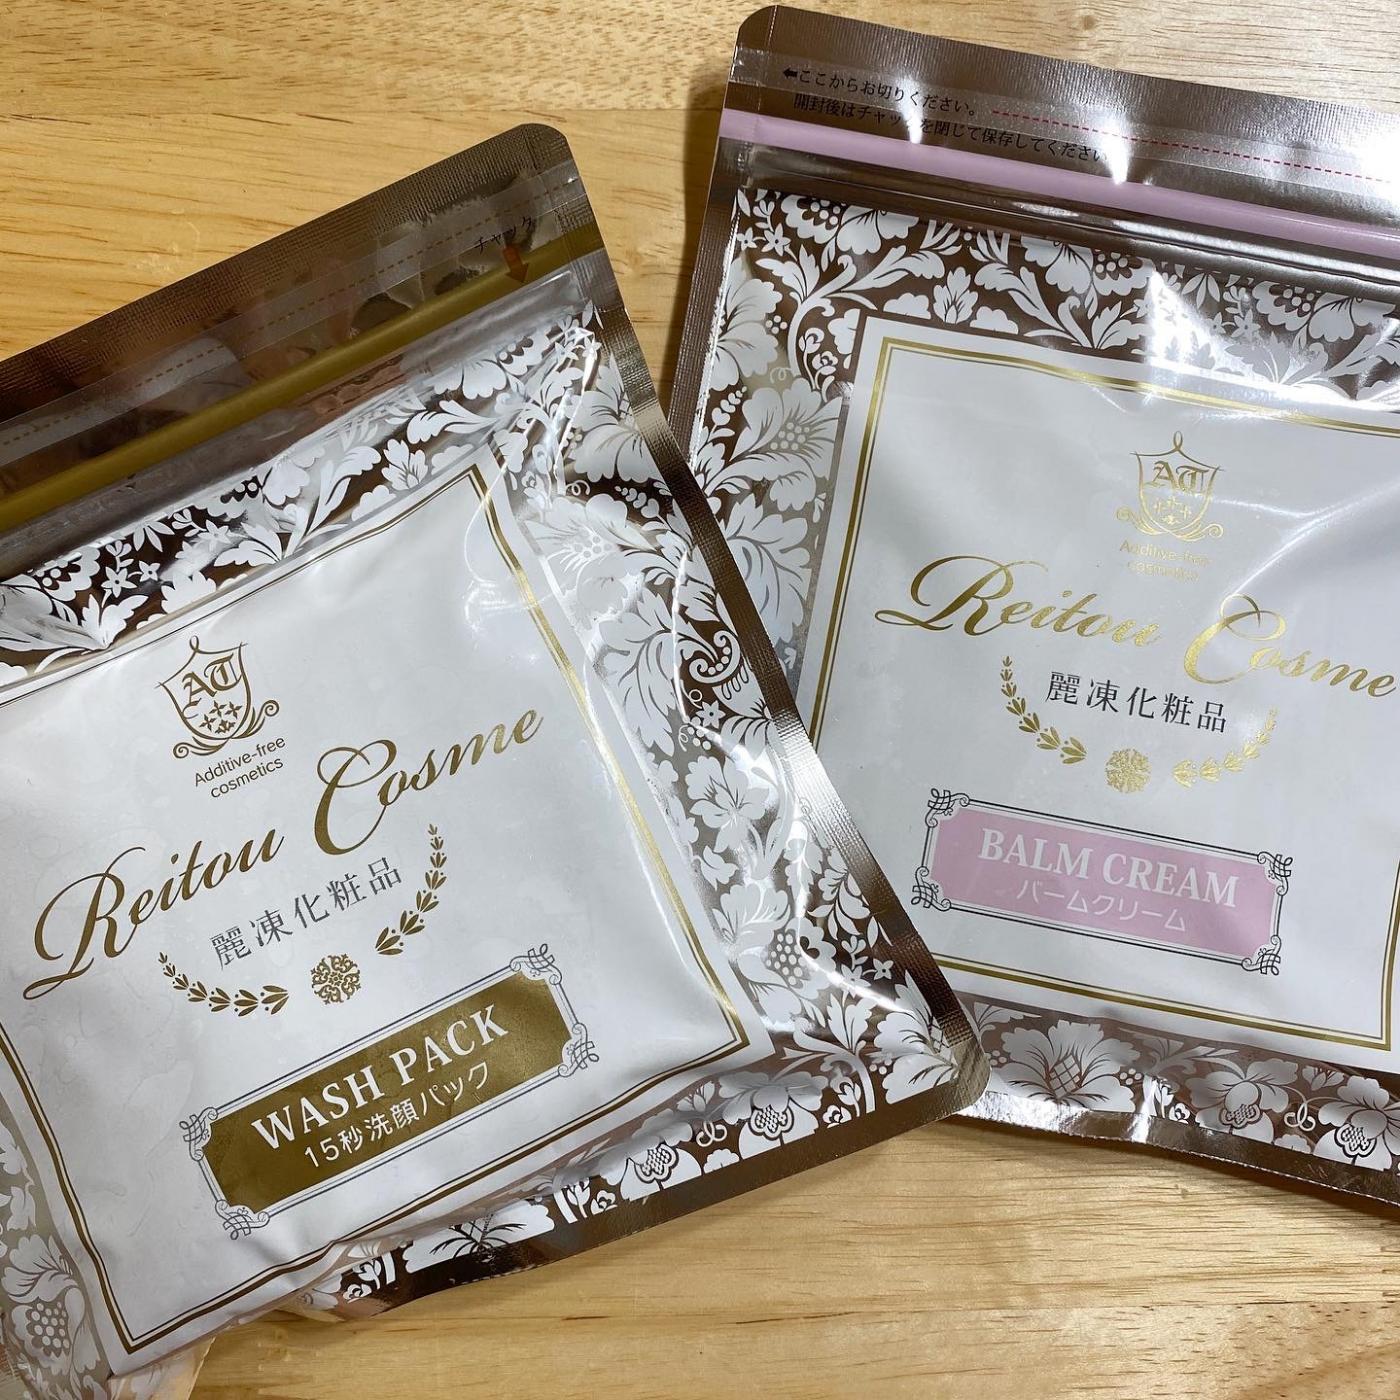 チャック
AT
Additive-free
cosmetics
Reitou Cosme
麗凍化粧品
WASH PACK
15秒洗顔パック
⬅ここからお切りください。
開封後はチャックを閉じて保存してください
AT
Additive-free
cosmetics
Reitou Cosme
麗凍化粧品
BALM CREAM
バームクリーム